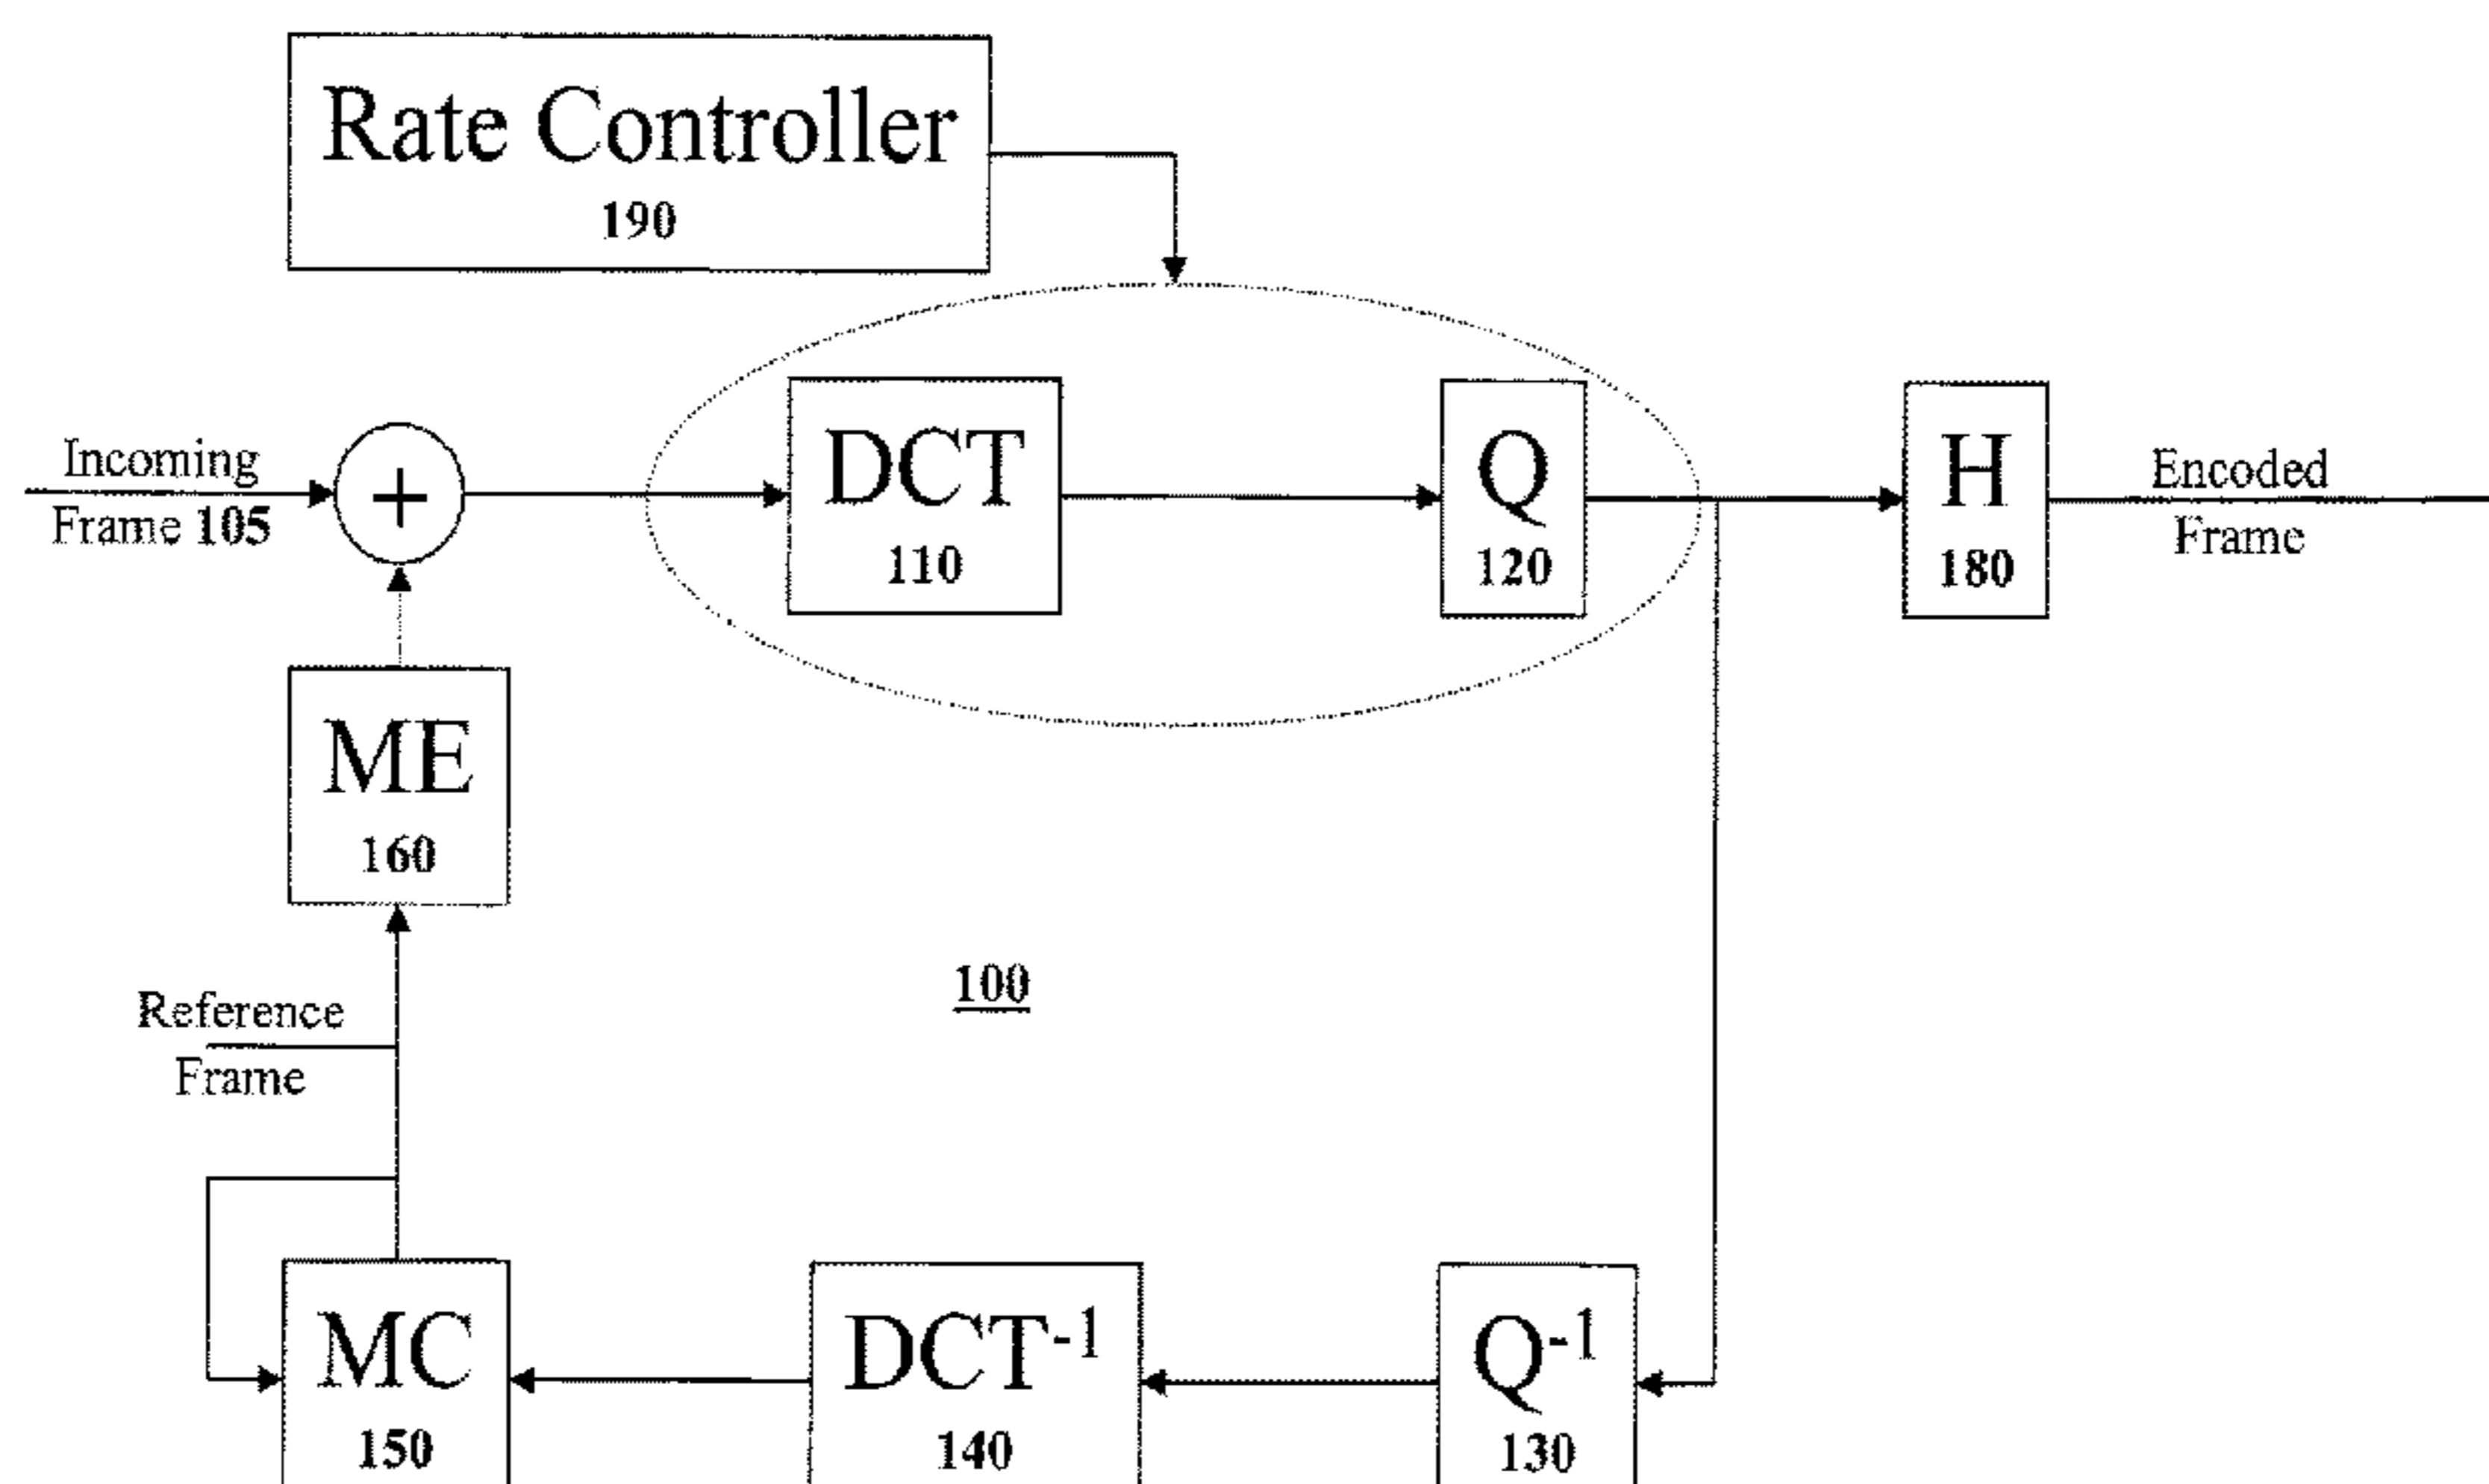 Rate Controller
190
Incoming
Frame 105
+
DCT
110
Q
120
H
180
Encoded
Frame
ME
160
Reference
Frame
100
MC
150
DCT-1
140
Q-1
130